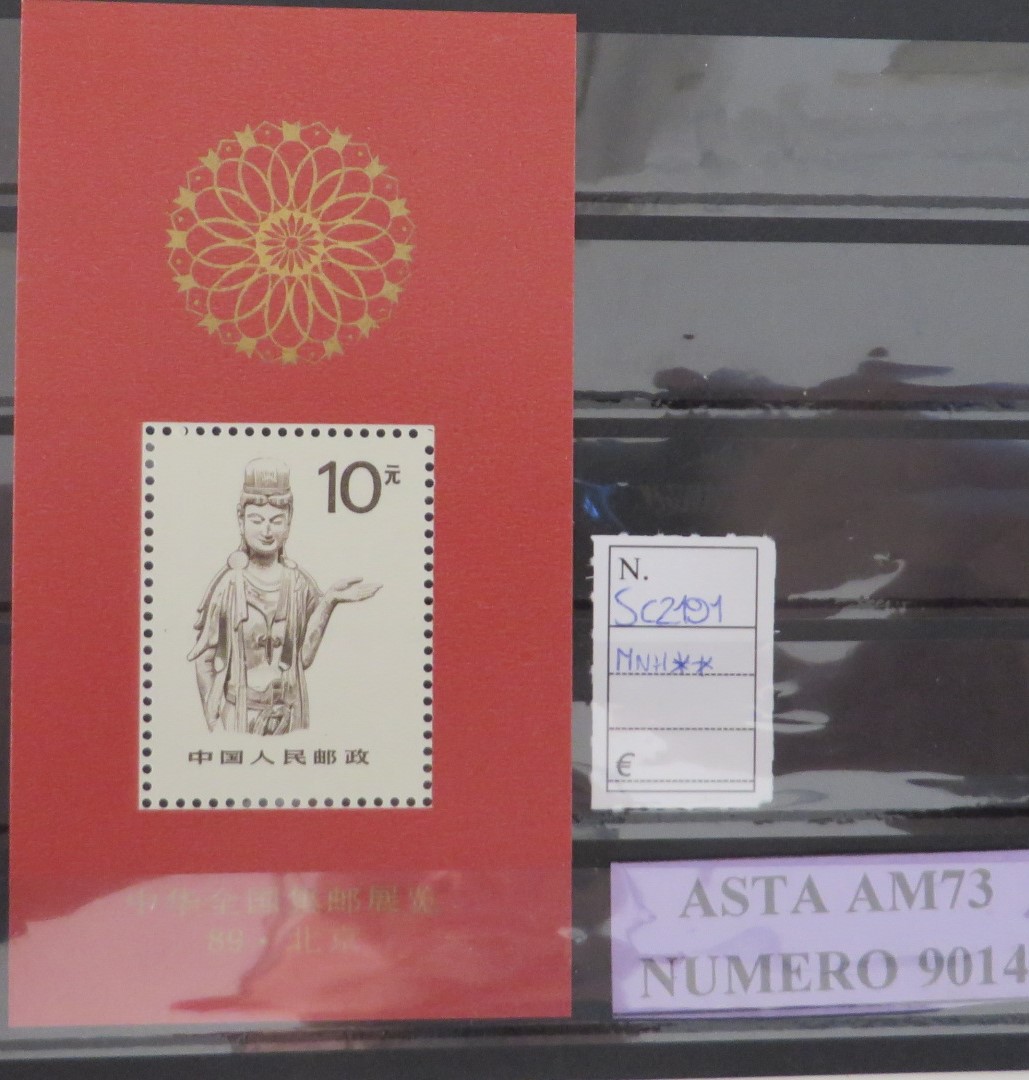 10元
中国人民邮政
中华全国集邮展览
89·北京
N.
Sc2191
MNH**
€
ASTA AM73
NUMERO 9014